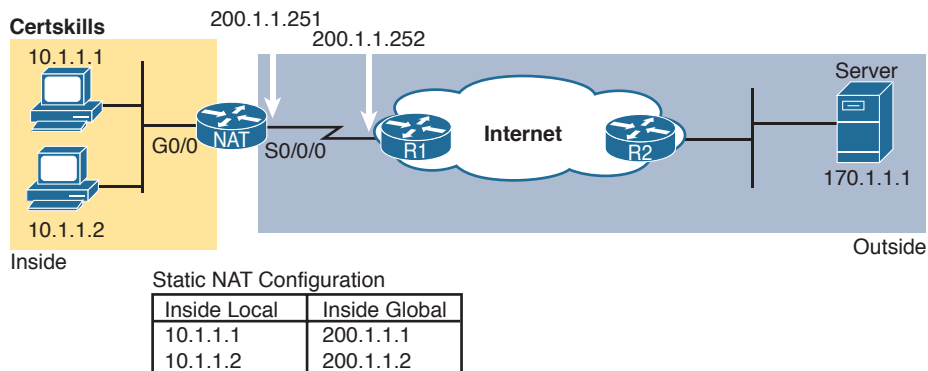 200.1.1.251
Certskills
200.1.1.252
10.1.1.1
Server
G0/0
NAT
S0/0/0
R1
Internet
R2
170.1.1.1
10.1.1.2
Inside
Outside
Static NAT Configuration
Inside Local Inside Global
10.1.1.1 200.1.1.1
10.1.1.2 200.1.1.2